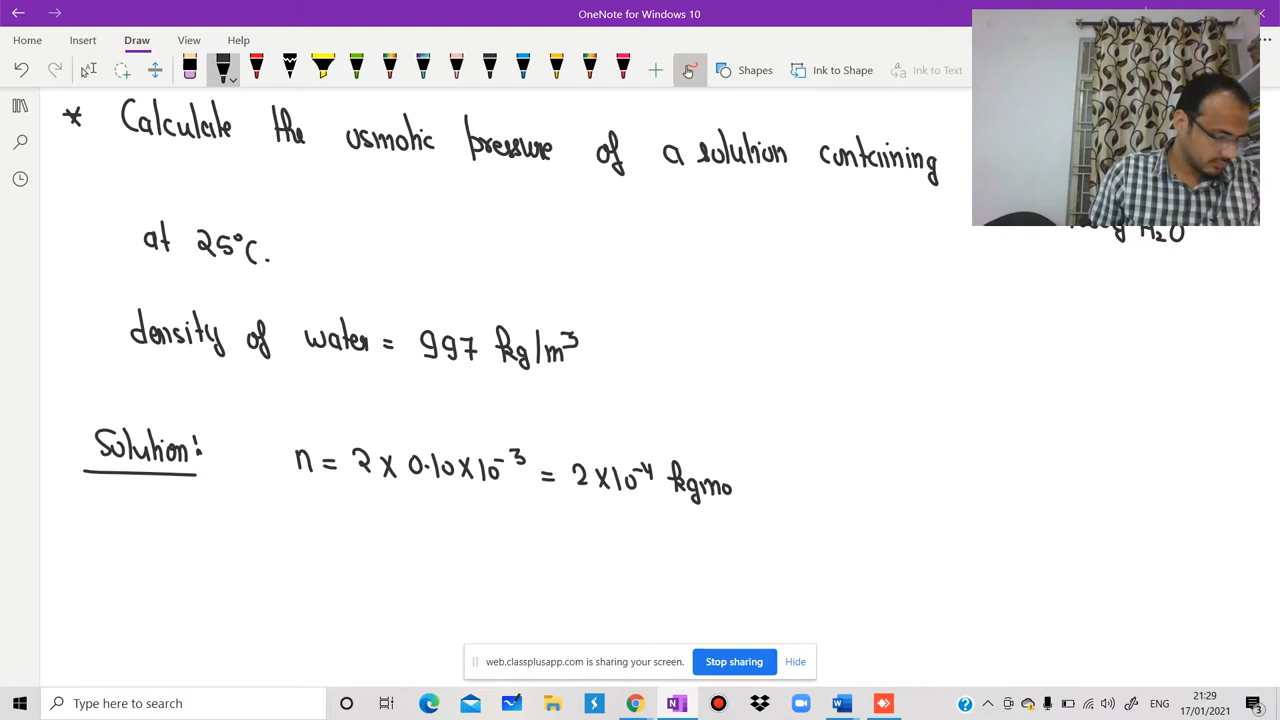 OneNote for Windows 10
Home Insert Draw View Help
Shapes Ink to Shape Ink to Text
* Calculate the osmotic pressure of a solution containing
H₂O
at 25°C.
density of water = 997 kg/m³
Solution:
n = 2 × 0.10 × 10⁻³ = 2 × 10⁻⁴ kgmo
web.classplusapp.com is sharing your screen. Stop sharing Hide
Type here to search
ENG
21:29
17/01/2021
3